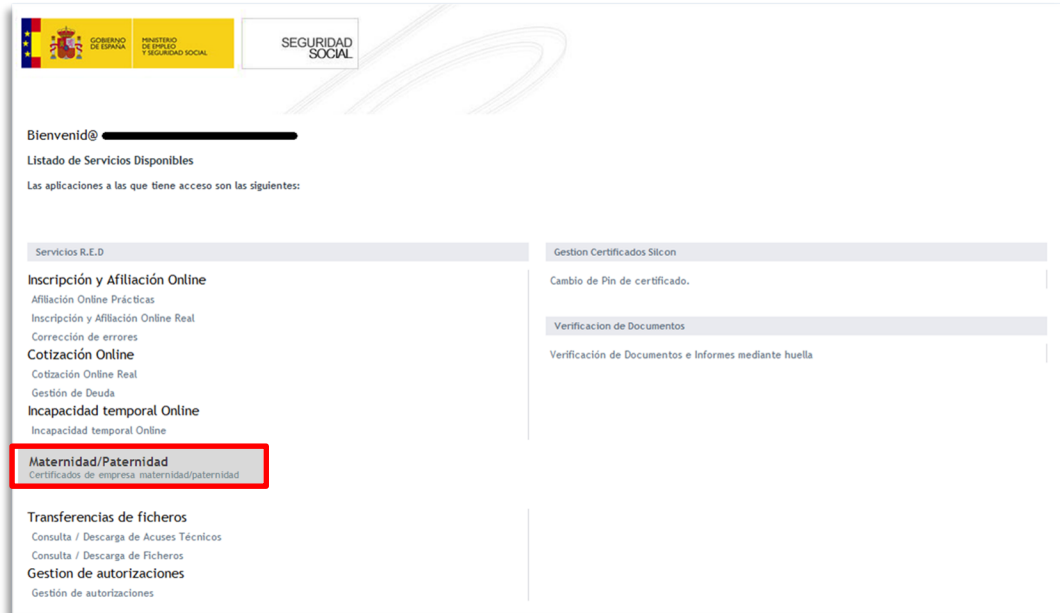 GOBIERNO
DE ESPAÑA
MINISTERIO
DE EMPLEO
Y SEGURIDAD SOCIAL
SEGURIDAD
SOCIAL
Bienvenid@
Listado de Servicios Disponibles
Las aplicaciones a las que tiene acceso son las siguientes:
Servicios R.E.D
Inscripción y Afiliación Online
Afiliación Online Prácticas
Inscripción y Afiliación Online Real
Corrección de errores
Cotización Online
Cotización Online Real
Gestión de Deuda
Incapacidad temporal Online
Incapacidad temporal Online
Maternidad/Paternidad
Certificados de empresa maternidad/paternidad
Transferencias de ficheros
Consulta / Descarga de Acuses Técnicos
Consulta / Descarga de Ficheros
Gestion de autorizaciones
Gestión de autorizaciones
Gestion Certificados Silcon
Cambio de Pin de certificado.
Verificacion de Documentos
Verificación de Documentos e Informes mediante huella